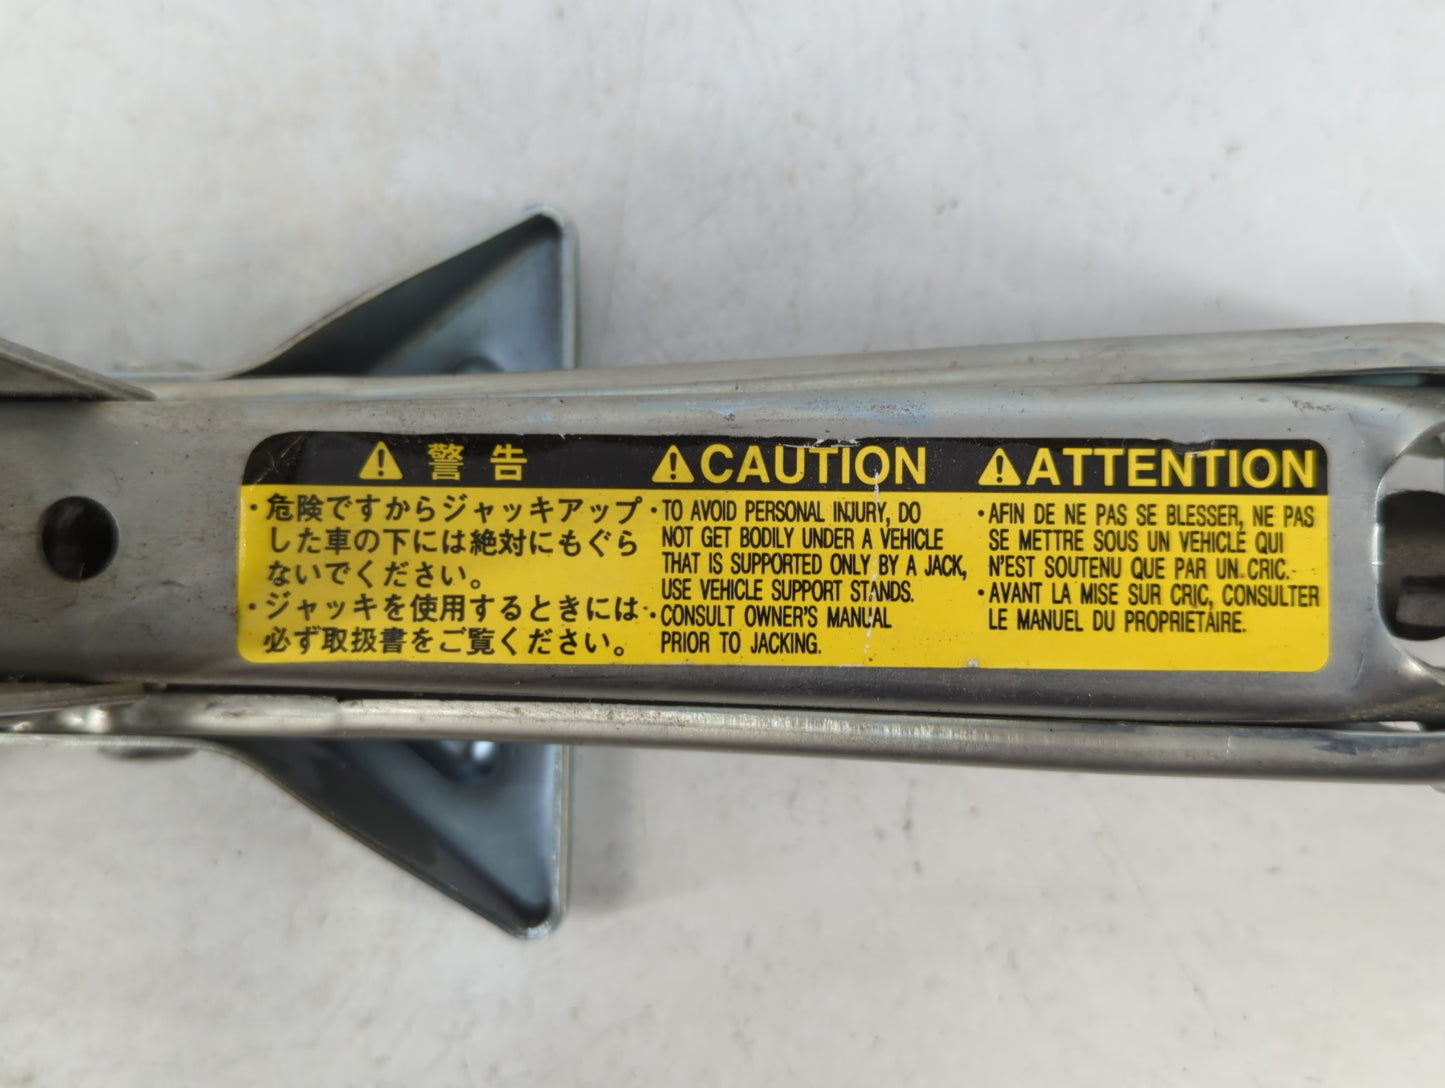 ⚠ 警告
・危険ですからジャッキアップ
した車の下には絶対にもぐら
ないでください。
・ジャッキを使用するときには
必ず取扱書をご覧ください。
⚠ CAUTION
・TO AVOID PERSONAL INJURY, DO
NOT GET BODILY UNDER A VEHICLE
THAT IS SUPPORTED ONLY BY A JACK,
USE VEHICLE SUPPORT STANDS.
・CONSULT OWNER'S MANUAL
PRIOR TO JACKING.
⚠ ATTENTION
・AFIN DE NE PAS SE BLESSER, NE PAS
SE METTRE SOUS UN VEHICLE QUI
N'EST SOUTENU QUE PAR UN CRIC.
・AVANT LA MISE SUR CRIC, CONSULTER
LE MANUEL DU PROPRIETAIRE.